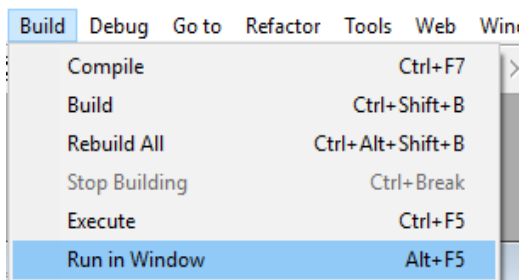 Build Debug Go to Refactor Tools Web
Compile Ctrl+F7
Build Ctrl+Shift+B
Rebuild All Ctrl+Alt+Shift+B
Stop Building Ctrl+Break
Execute Ctrl+F5
Run in Window Alt+F5